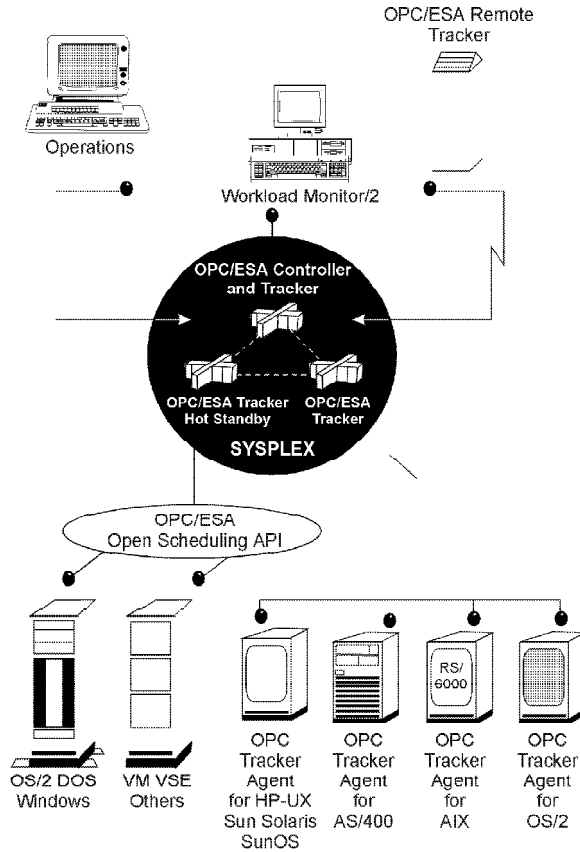 OPC/ESA Remote
Tracker
Operations
Workload Monitor/2
OPC/ESA Controller
and Tracker
OPC/ESA Tracker
Hot Standby
OPC/ESA
Tracker
SYSPLEX
OPC/ESA
Open Scheduling API
RS/
6000
OS/2 DOS
Windows
VM VSE
Others
OPC
Tracker
Agent
for HP-UX
Sun Solaris
SunOS
OPC
Tracker
Agent
for
AS/400
OPC
Tracker
Agent
for
AIX
OPC
Tracker
Agent
for
OS/2